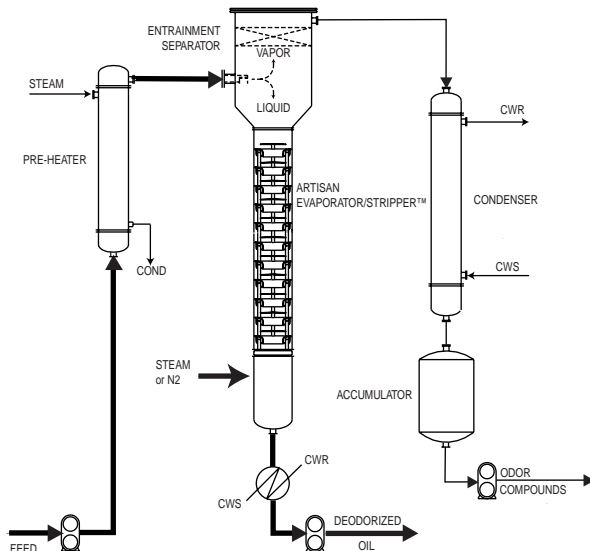 ENTRAINMENT
SEPARATOR
VAPOR
LIQUID
STEAM
PRE-HEATER
COND
ARTISAN
EVAPORATOR/STRIPPER™
CWR
CONDENSER
CWS
STEAM
or N2
ACCUMULATOR
CWR
CWS
ODOR
COMPOUNDS
DEODORIZED
OIL
FEED